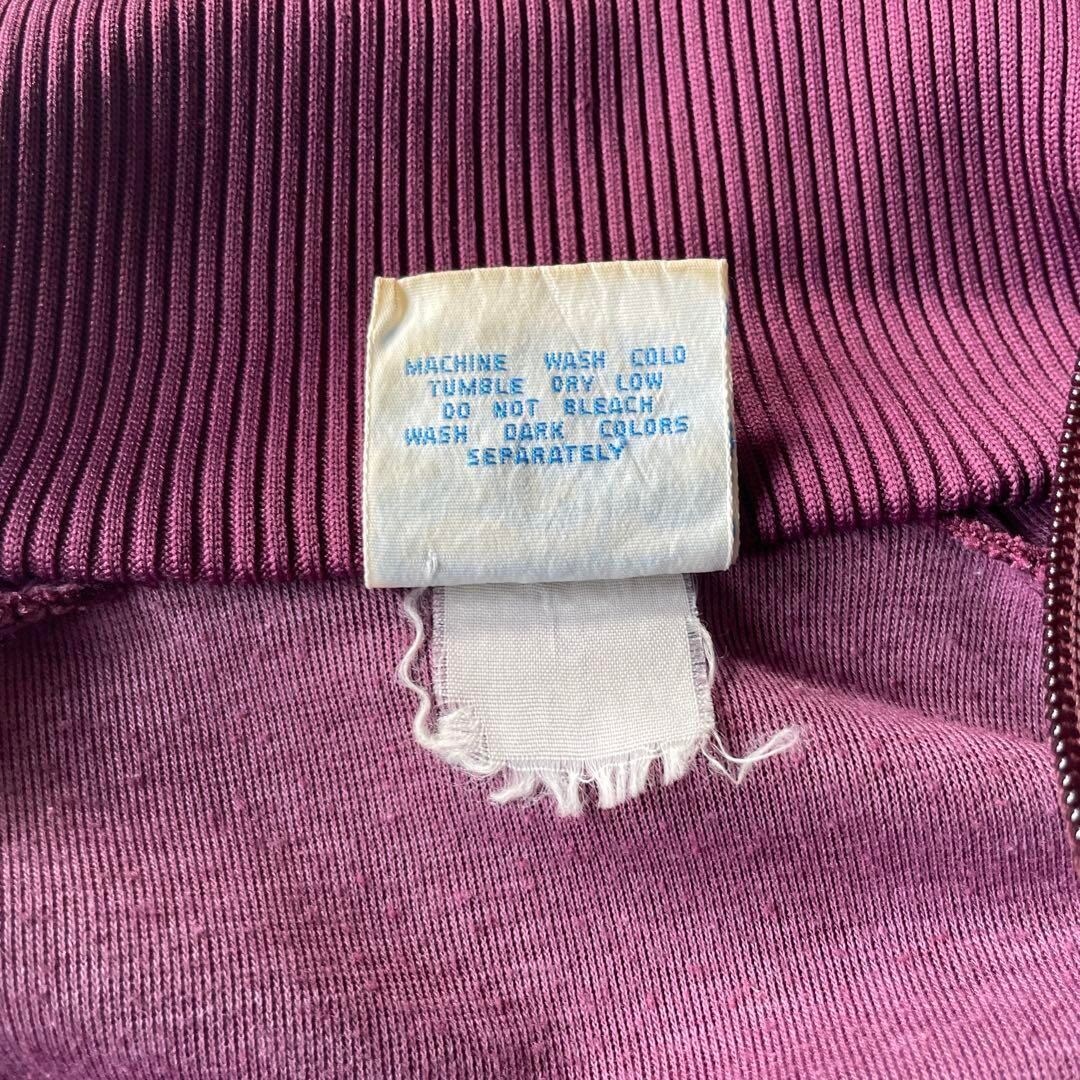 MACHINE WASH COLD
TUMBLE DRY LOW
DO NOT BLEACH
WASH DARK COLORS
SEPARATELY